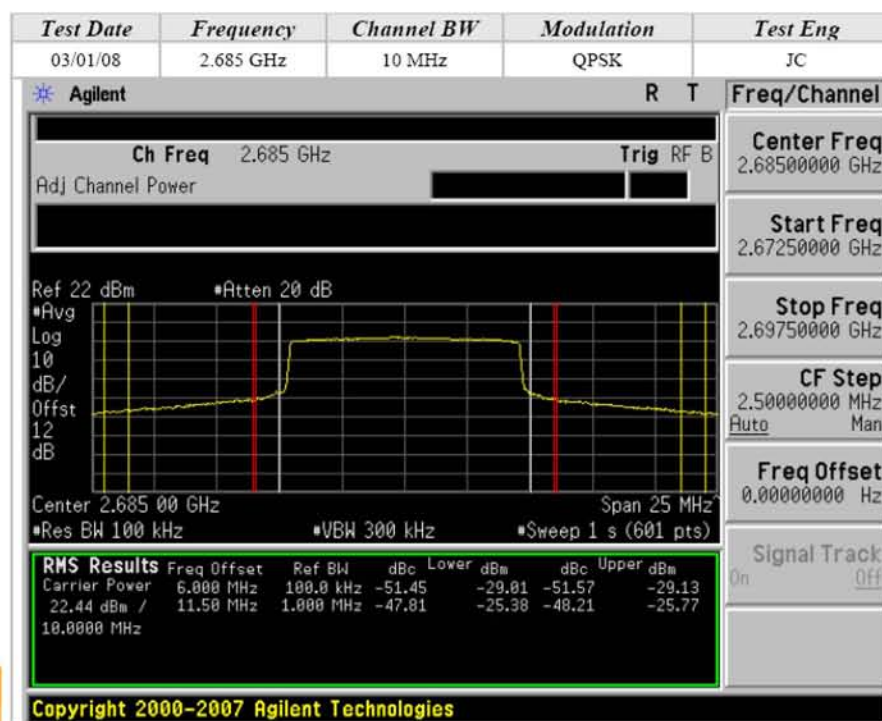 Test Date Frequency Channel BW Modulation Test Eng
03/01/08 2.685 GHz 10 MHz QPSK JC
Agilent R T Freq/Channel
Ch Freq 2.685 GHz Trig RF B
Adj Channel Power
Center Freq
2.68500000 GHz
Start Freq
2.67250000 GHz
Stop Freq
2.69750000 GHz
CF Step
2.50000000 MHz
Auto Man
Freq Offset
0.00000000 Hz
Signal Track
On Off
Ref 22 dBm *Atten 20 dB
*Avg
Log
10
dB/
Offst
12
dB
Center 2.685 00 GHz Span 25 MHz^
*Res BW 100 kHz *VBW 300 kHz *Sweep 1 s (601 pts)
RMS Results Freq Offset Ref BW dBc Lower dBm dBc Upper dBm
Carrier Power 6.000 MHz 100.0 kHz -51.45 -29.01 -51.57 -29.13
22.44 dBm / 11.50 MHz 1.000 MHz -47.81 -25.38 -48.21 -25.77
10.0000 MHz
Copyright 2000-2007 Agilent Technologies